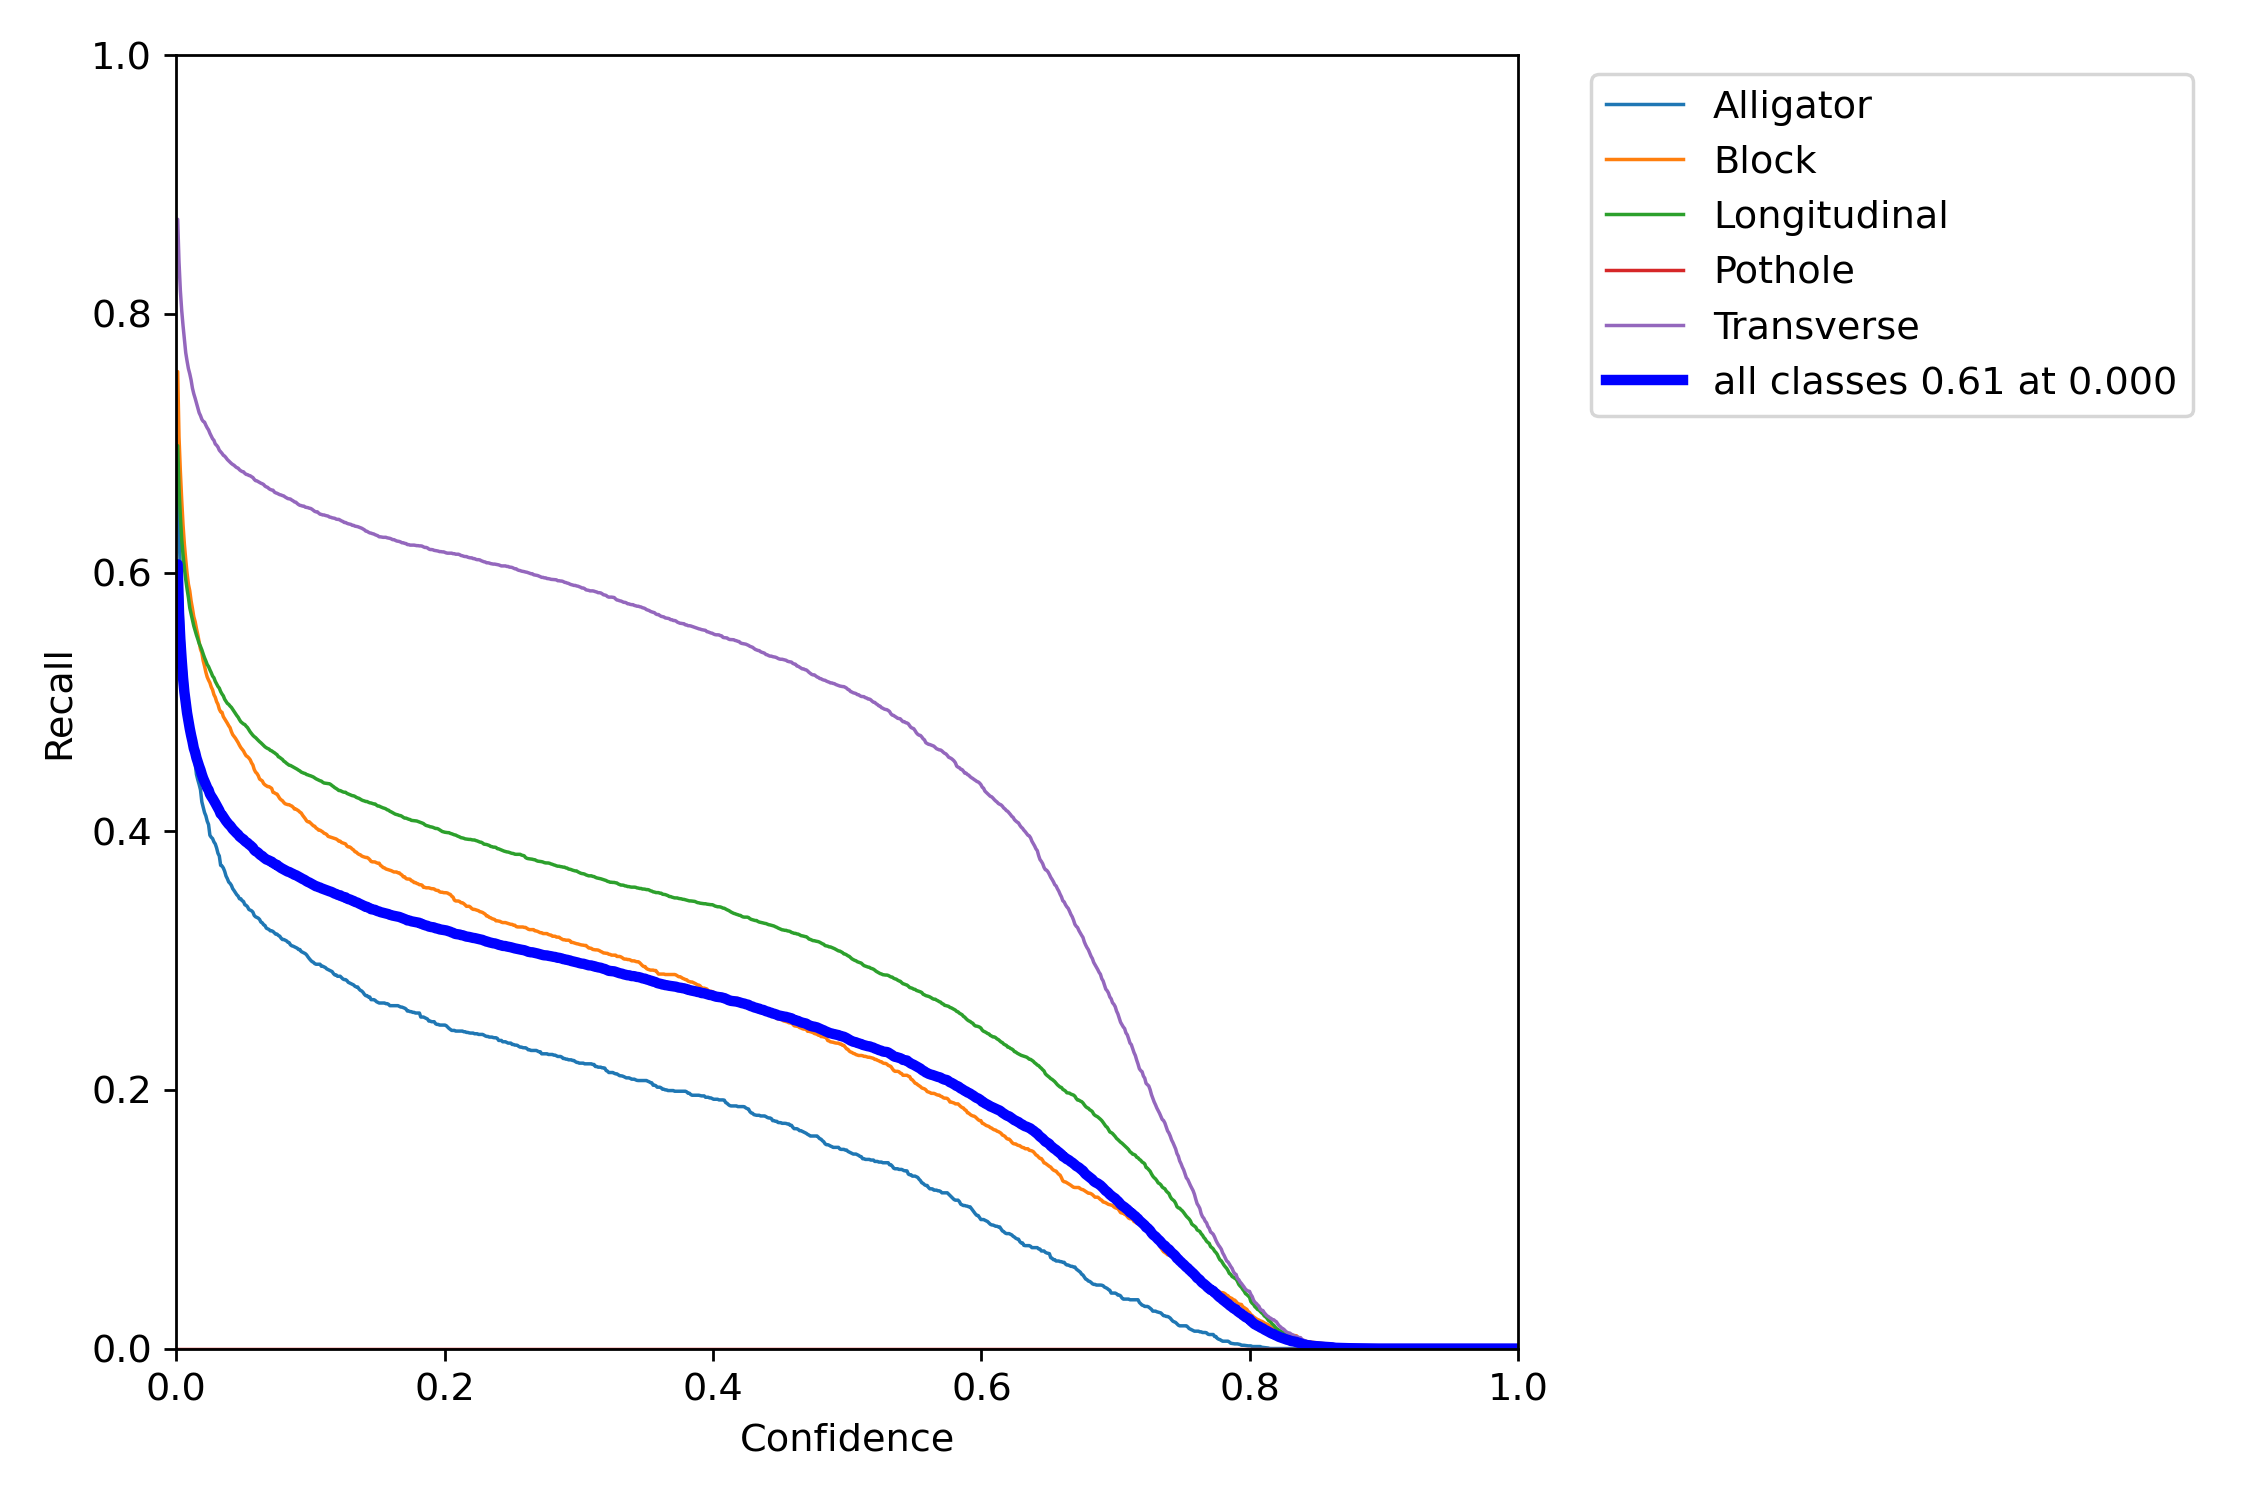 1.0
0.8
0.6
0.4
0.2
0.0
Recall
0.0 0.2 0.4 0.6 0.8 1.0
Confidence
Alligator
Block
Longitudinal
Pothole
Transverse
all classes 0.61 at 0.000